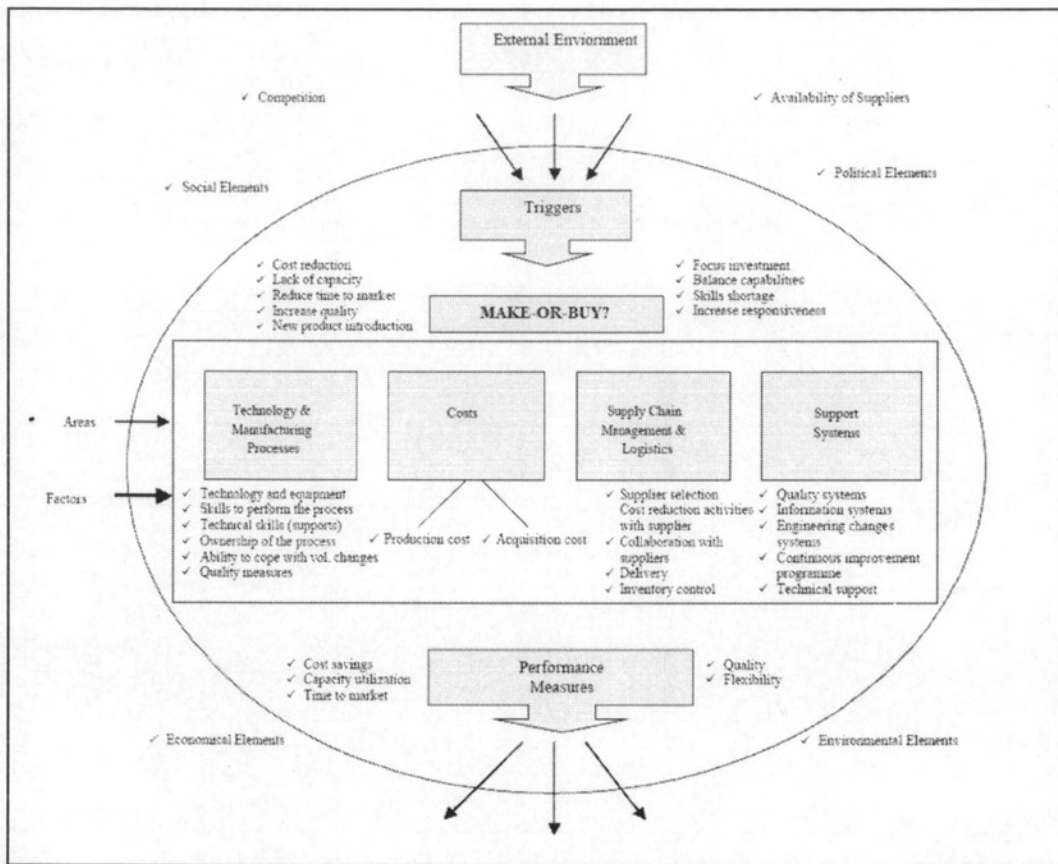 External Enviornment
✓ Competition
✓ Availability of Suppliers
✓ Social Elements
✓ Political Elements
Triggers
✓ Cost reduction
✓ Lack of capacity
✓ Reduce time to market
✓ Increase quality
✓ New product introduction
✓ Focus investment
✓ Balance capabilities
✓ Skills shortage
✓ Increase responsiveness
MAKE-OR-BUY?
Areas
Technology &
Manufacturing
Processes
Costs
Supply Chain
Management &
Logistics
Support
Systems
Factors
✓ Technology and equipment
✓ Skills to perform the process
✓ Technical skills (supports)
✓ Ownership of the process
✓ Ability to cope with vol. changes
✓ Quality measures
✓ Production cost
✓ Acquisition cost
✓ Supplier selection
Cost reduction activities
✓ with supplier
✓ Collaboration with
suppliers
✓ Delivery
✓ Inventory control
✓ Quality systems
✓ Information systems
✓ Engineering changes
systems
✓ Continuous improvement
programme
✓ Technical support
✓ Cost savings
✓ Capacity utilization
✓ Time to market
Performance
Measures
✓ Quality
✓ Flexibility
✓ Economical Elements
✓ Environmental Elements